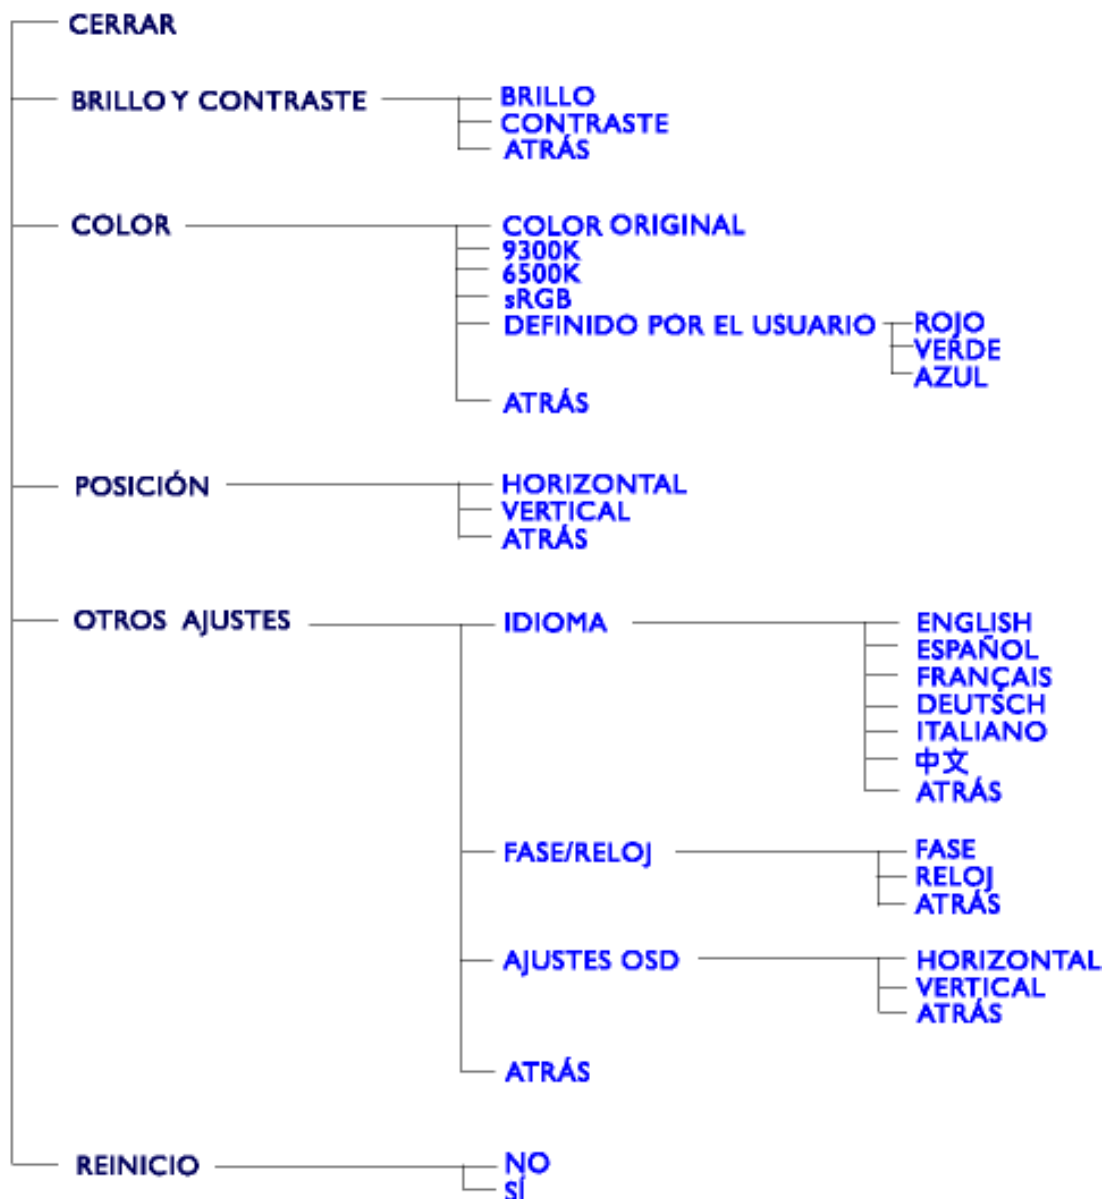 CERRAR
BRILLO Y CONTRASTE
BRILLO
CONTRASTE
ATRÁS
COLOR
COLOR ORIGINAL
9300K
6500K
sRGB
DEFINIDO POR EL USUARIO
ROJO
VERDE
AZUL
ATRÁS
POSICIÓN
HORIZONTAL
VERTICAL
ATRÁS
OTROS AJUSTES
IDIOMA
ENGLISH
ESPAÑOL
FRANÇAIS
DEUTSCH
ITALIANO
中文
ATRÁS
FASE/RELOJ
FASE
RELOJ
ATRÁS
AJUSTES OSD
HORIZONTAL
VERTICAL
ATRÁS
ATRÁS
REINICIO
NO
SÍ